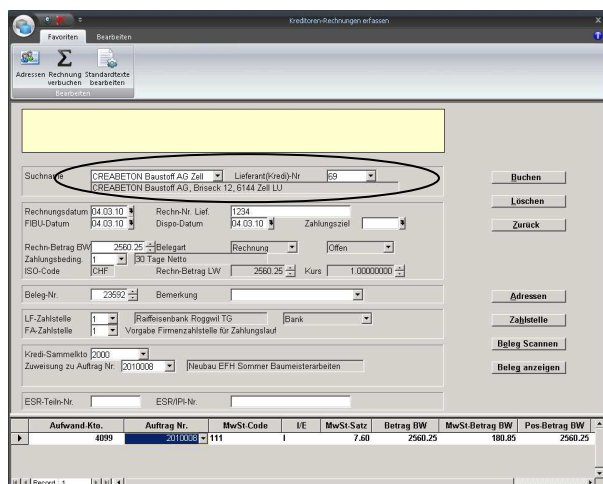 Kreditoren-Rechnungen erfassen
Favoriten Bearbeiten
Adressen Rechnung verbuchen Standardtexte bearbeiten
Bearbeiten
Suchname CREABETON Baustoff AG Zell Lieferant(Kredi)-Nr 69
CREABETON Baustoff AG, Briseck 12, 6144 Zell LU
Buchen
Löschen
Zurück
Rechnungsdatum 04.03.10 Rechn-Nr. Lief. 1234
FIBU-Datum 04.03.10 Dispo-Datum 04.03.10 Zahlungsziel
Rechn-Betrag BW 2560.25 Belegart Rechnung Offen
Zahlungsbeding. 1 30 Tage Netto
ISO-Code CHF Rechn-Betrag LW 2560.25 Kurs 1.00000000
Beleg-Nr. 23592 Bemerkung
Adressen
Zahlstelle
Beleg Scannen
Beleg anzeigen
LF-Zahlstelle 1 Raiffeisenbank Roggwil TG Bank
FA-Zahlstelle 1 Vorgabe Firmenzahlstelle für Zahlungslauf
Kredi-Sammelkto 2000
Zuweisung zu Auftrag Nr. 2010008 Neubau EFH Sommer Baumeisterarbeiten
ESR-Teiln-Nr. ESR/IPI-Nr.
Aufwand-Kto. Auftrag Nr. MwSt-Code I/E MwSt-Satz Betrag BW MwSt-Betrag BW Pos-Betrag BW
4099 2010008 111 I 7.60 2560.25 180.85 2560.25
Record 1